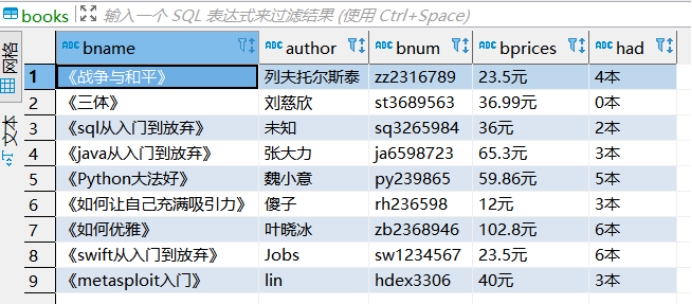 books 输入一个 SQL 表达式来过滤结果 (使用 Ctrl+Space)
网格
文本
ABC bname ABC author ABC bnum ABC bprices ABC had
1 《战争与和平》 列夫托尔斯泰 zz2316789 23.5元 4本
2 《三体》 刘慈欣 st3689563 36.99元 0本
3 《sql从入门到放弃》 未知 sq3265984 36元 2本
4 《java从入门到放弃》 张大力 ja6598723 65.3元 3本
5 《Python大法好》 魏小意 py239865 59.86元 5本
6 《如何让自己充满吸引力》 傻子 rh236598 12元 3本
7 《如何优雅》 叶晓冰 zb2368946 102.8元 6本
8 《swift从入门到放弃》 Jobs sw1234567 23.5元 6本
9 《metasploit入门》 lin hdex3306 40元 3本